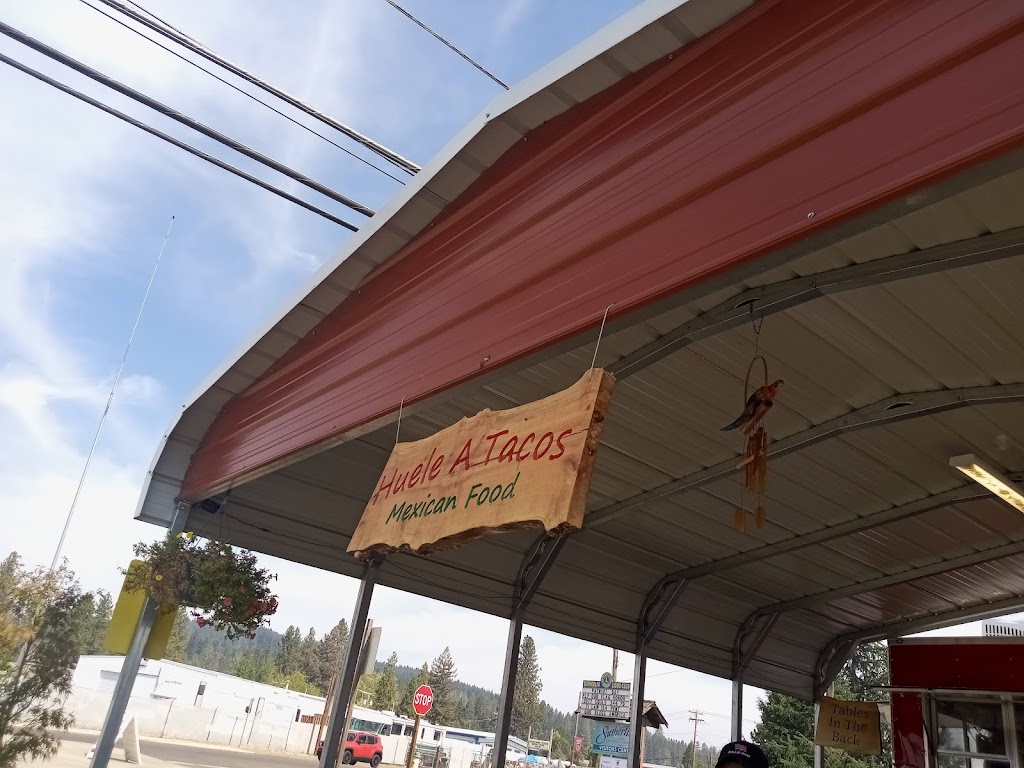 Huele A Tacos
Mexican Food
STOP
Tables
In The
Back